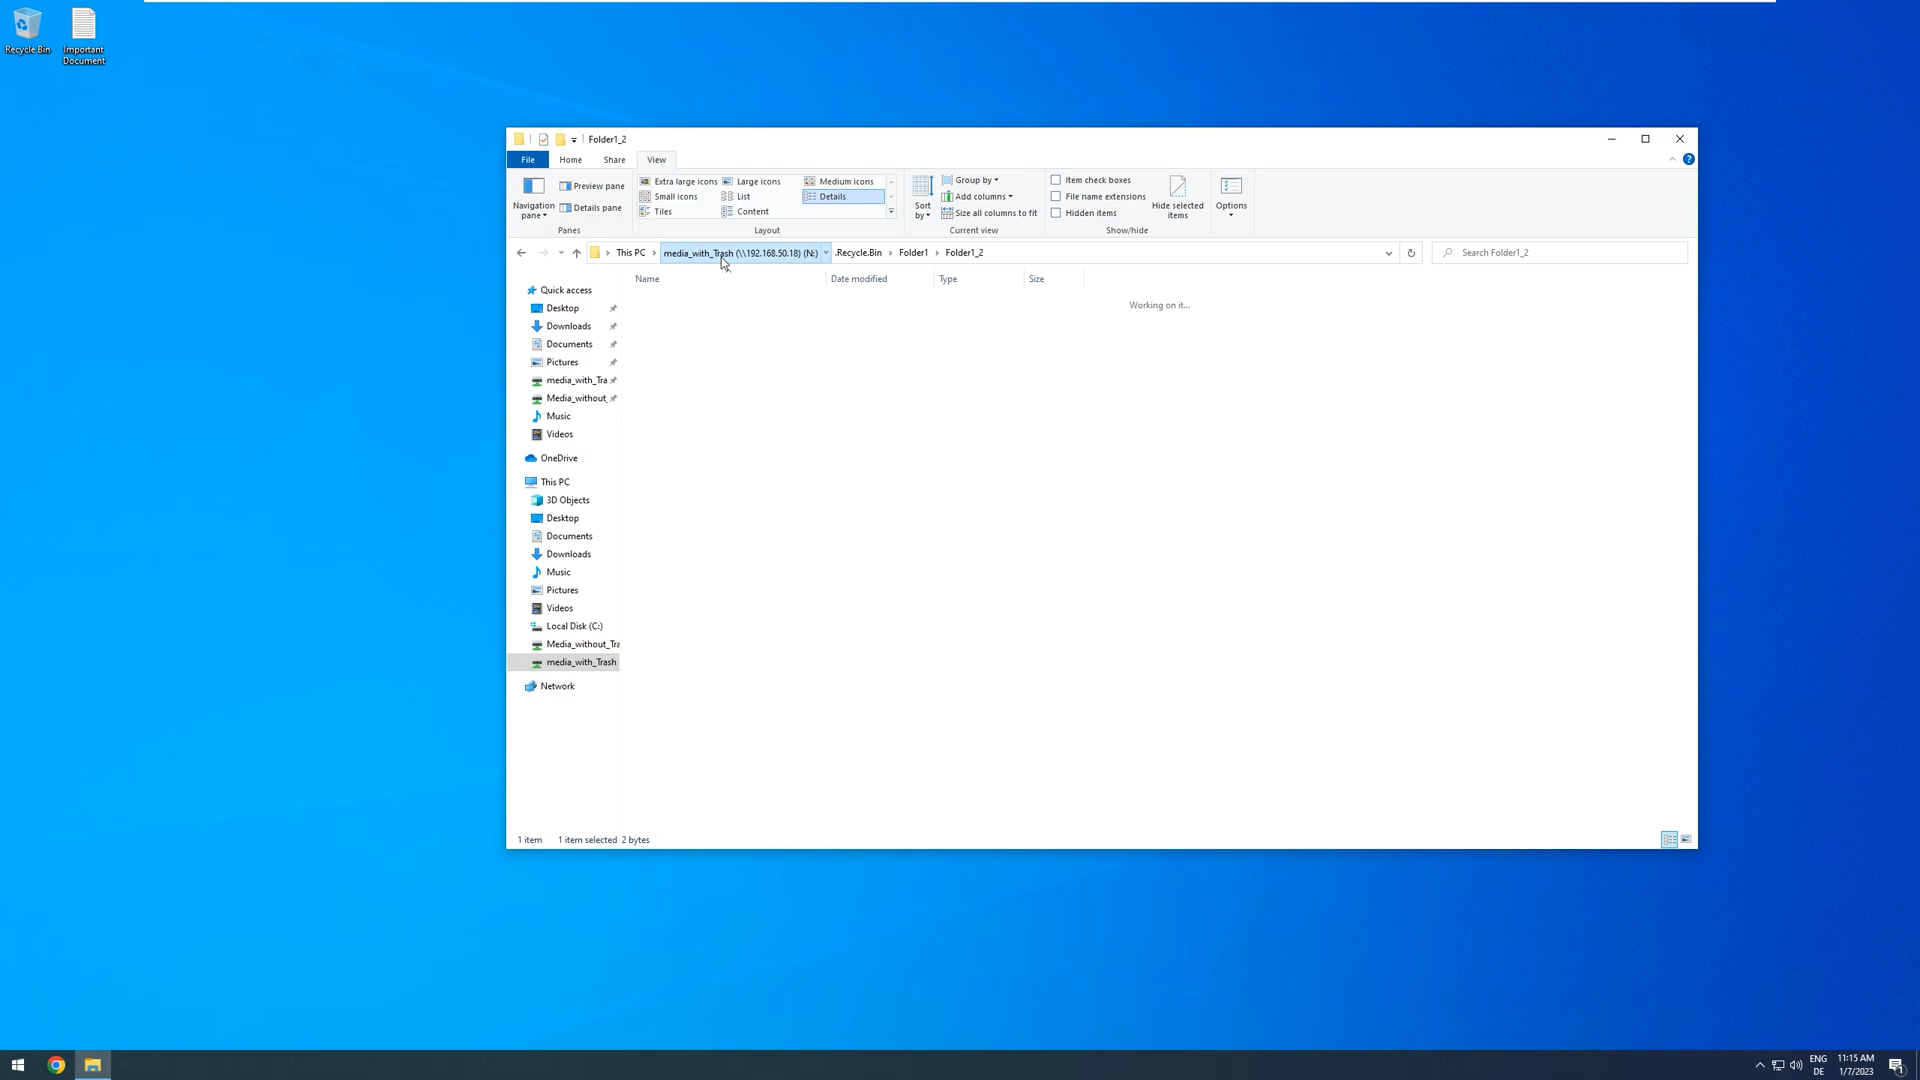 Recycle Bin
Important Document
Folder1_2
File Home Share View
Navigation pane
Preview pane
Details pane
Panes
Extra large icons Large icons Medium icons
Small icons List Details
Tiles Content
Layout
Sort by
Group by
Add columns
Size all columns to fit
Current view
Item check boxes
File name extensions
Hidden items
Hide selected items
Show/hide
Options
This PC media_with_Trash (\\192.168.50.18) (N:) .Recycle.Bin Folder1 Folder1_2
Search Folder1_2
Name Date modified Type Size
Working on it...
Quick access
Desktop
Downloads
Documents
Pictures
media_with_Tra
Media_without_
Music
Videos
OneDrive
This PC
3D Objects
Desktop
Documents
Downloads
Music
Pictures
Videos
Local Disk (C:)
Media_without_Tra
media_with_Trash
Network
1 item 1 item selected 2 bytes
ENG
DE
11:15 AM
1/7/2023